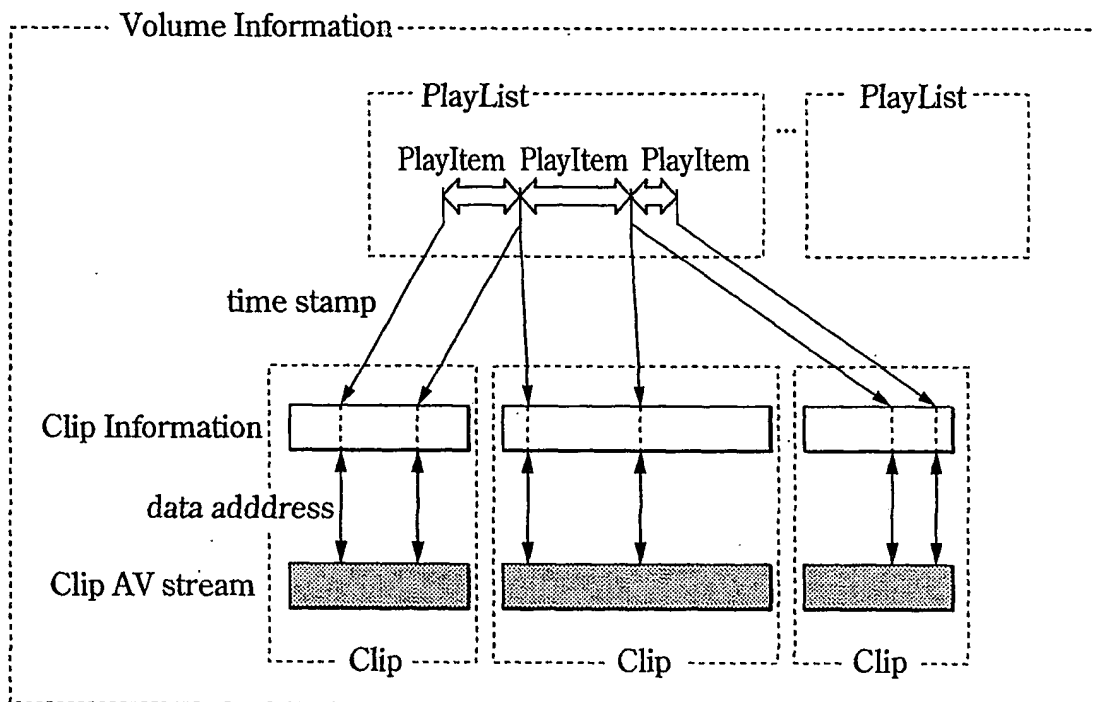 Volume Information
PlayList
PlayList
...
PlayItem PlayItem PlayItem
time stamp
Clip Information
data adddress
Clip AV stream
Clip
Clip
Clip